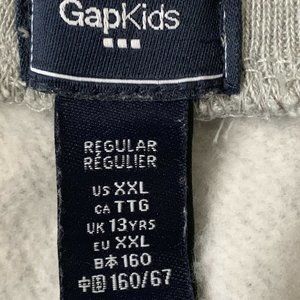 GapKids
REGULAR
RÉGULIER
US XXL
CA TTG
UK 13YRS
EU XXL
日本 160
中国 160/67